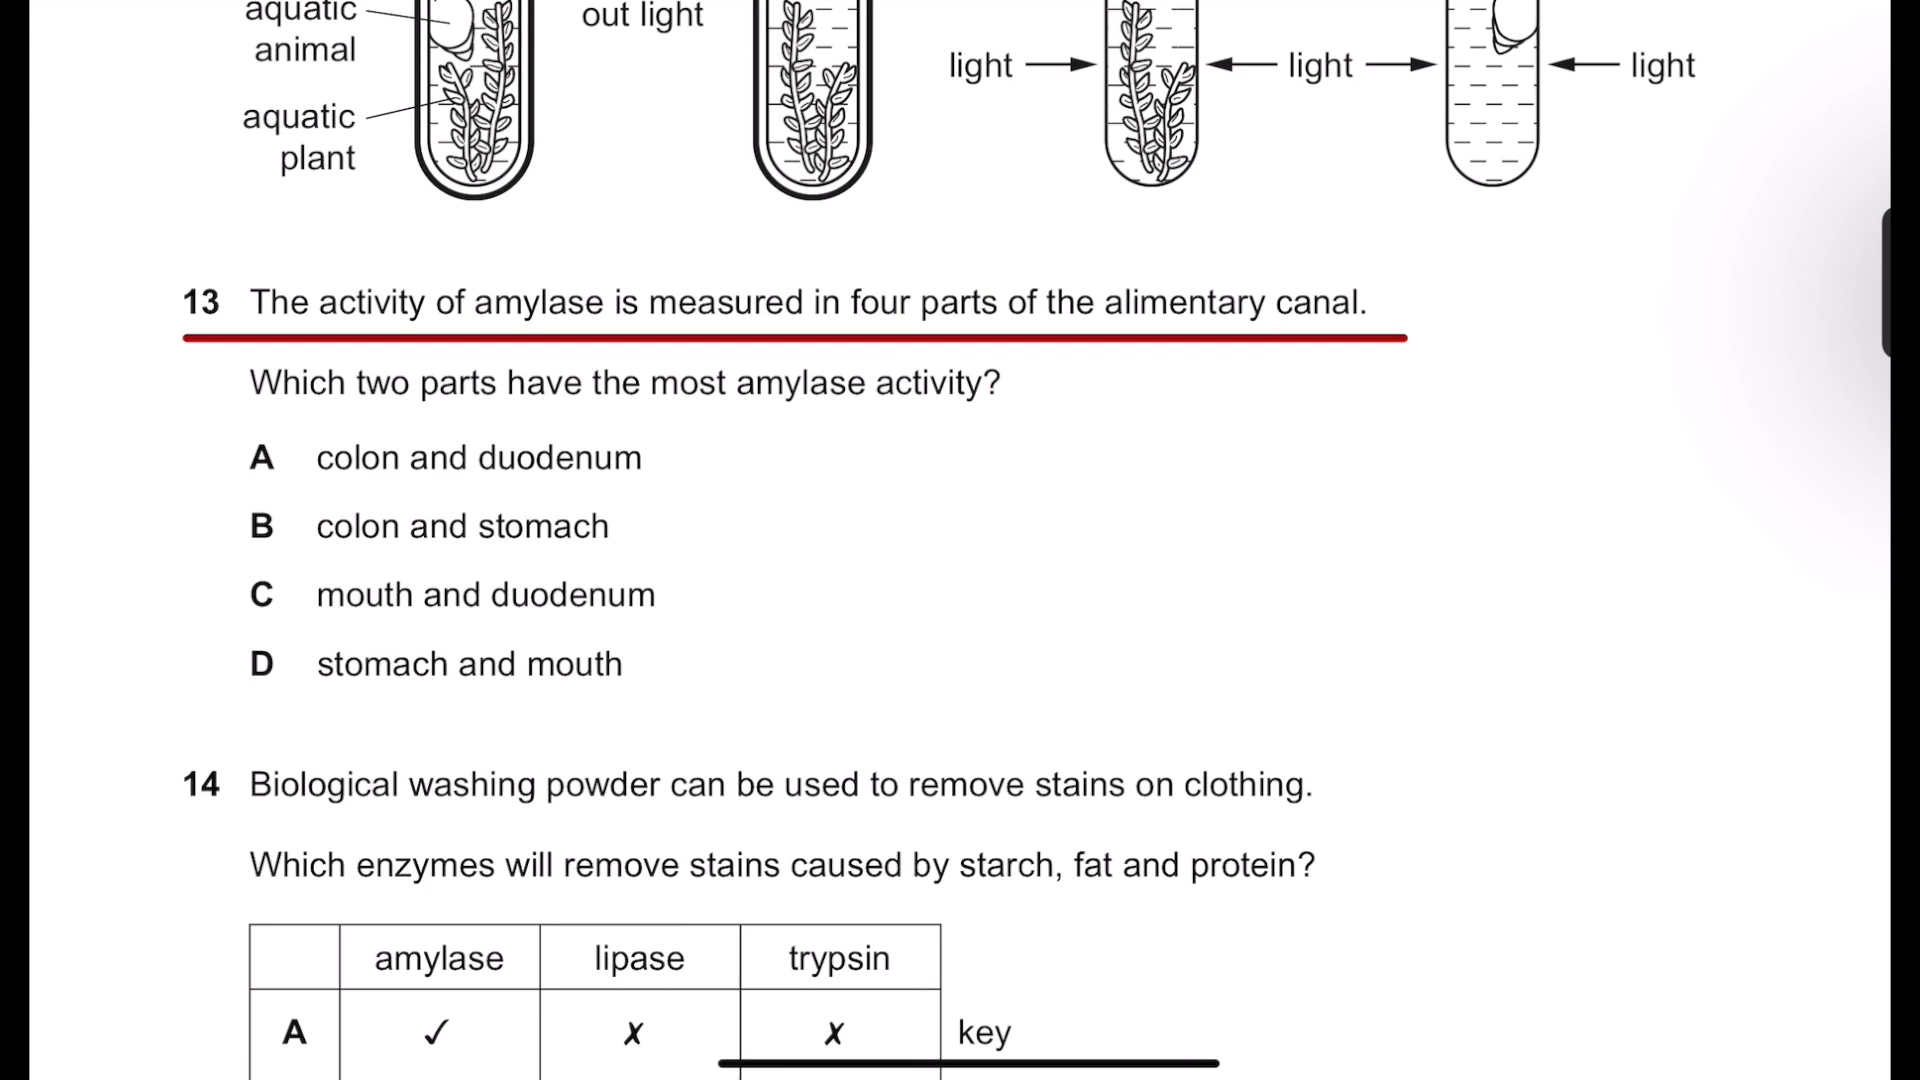 aquatic
animal
out light
light light light
aquatic
plant
13 The activity of amylase is measured in four parts of the alimentary canal.
Which two parts have the most amylase activity?
A colon and duodenum
B colon and stomach
C mouth and duodenum
D stomach and mouth
14 Biological washing powder can be used to remove stains on clothing.
Which enzymes will remove stains caused by starch, fat and protein?
amylase lipase trypsin
A ✓ ✗ ✗ key